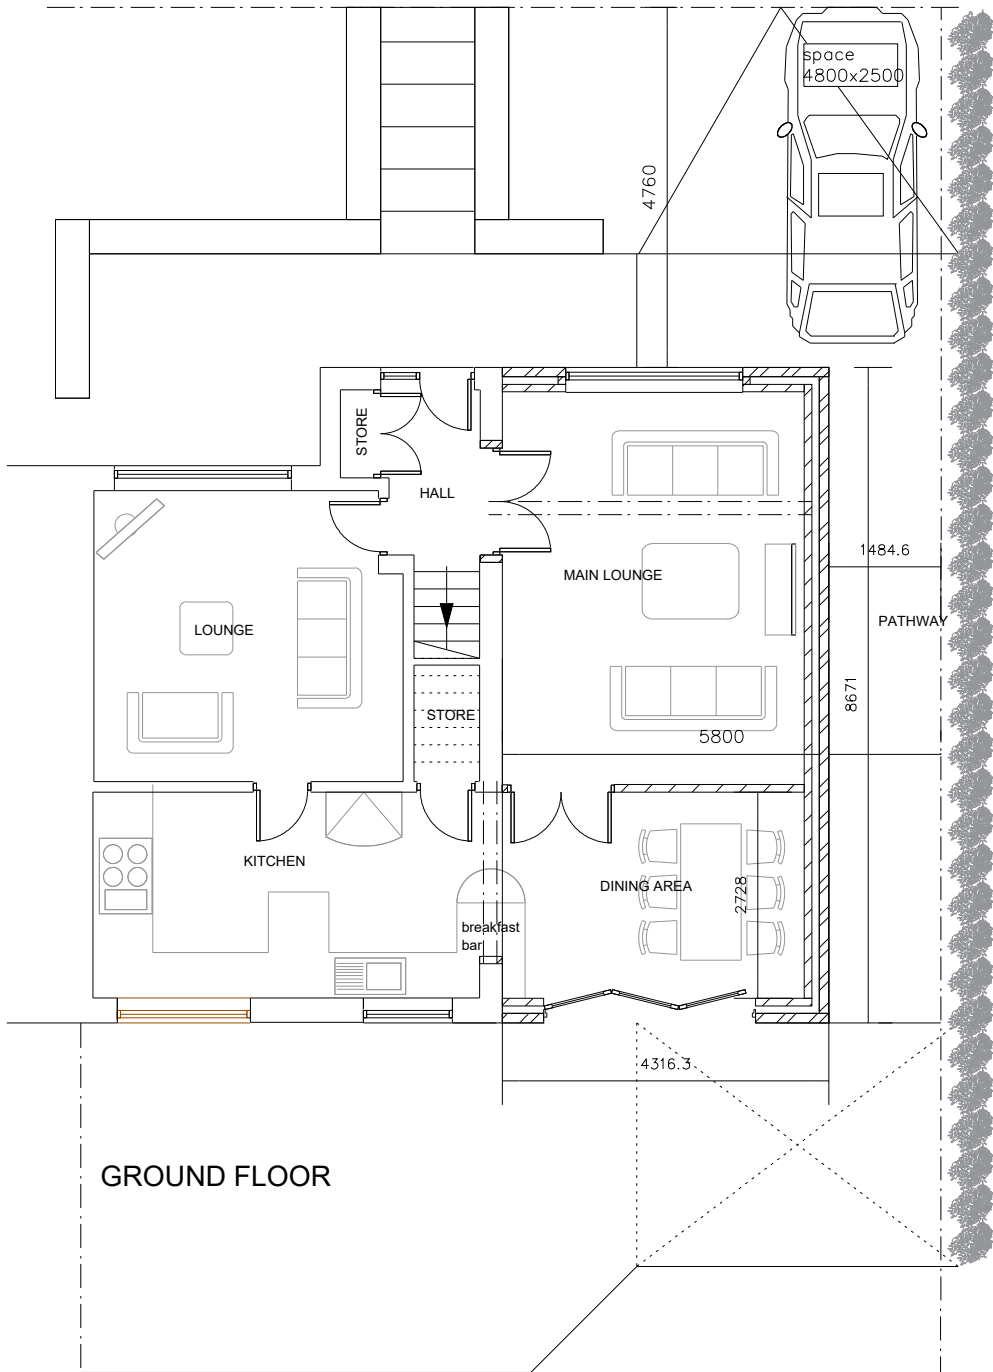 space
4800x2500
4760
STORE
HALL
1484.6
MAIN LOUNGE
PATHWAY
LOUNGE
8671
STORE
5800
KITCHEN
DINING AREA
2728
breakfast
bar
4316.3
GROUND FLOOR